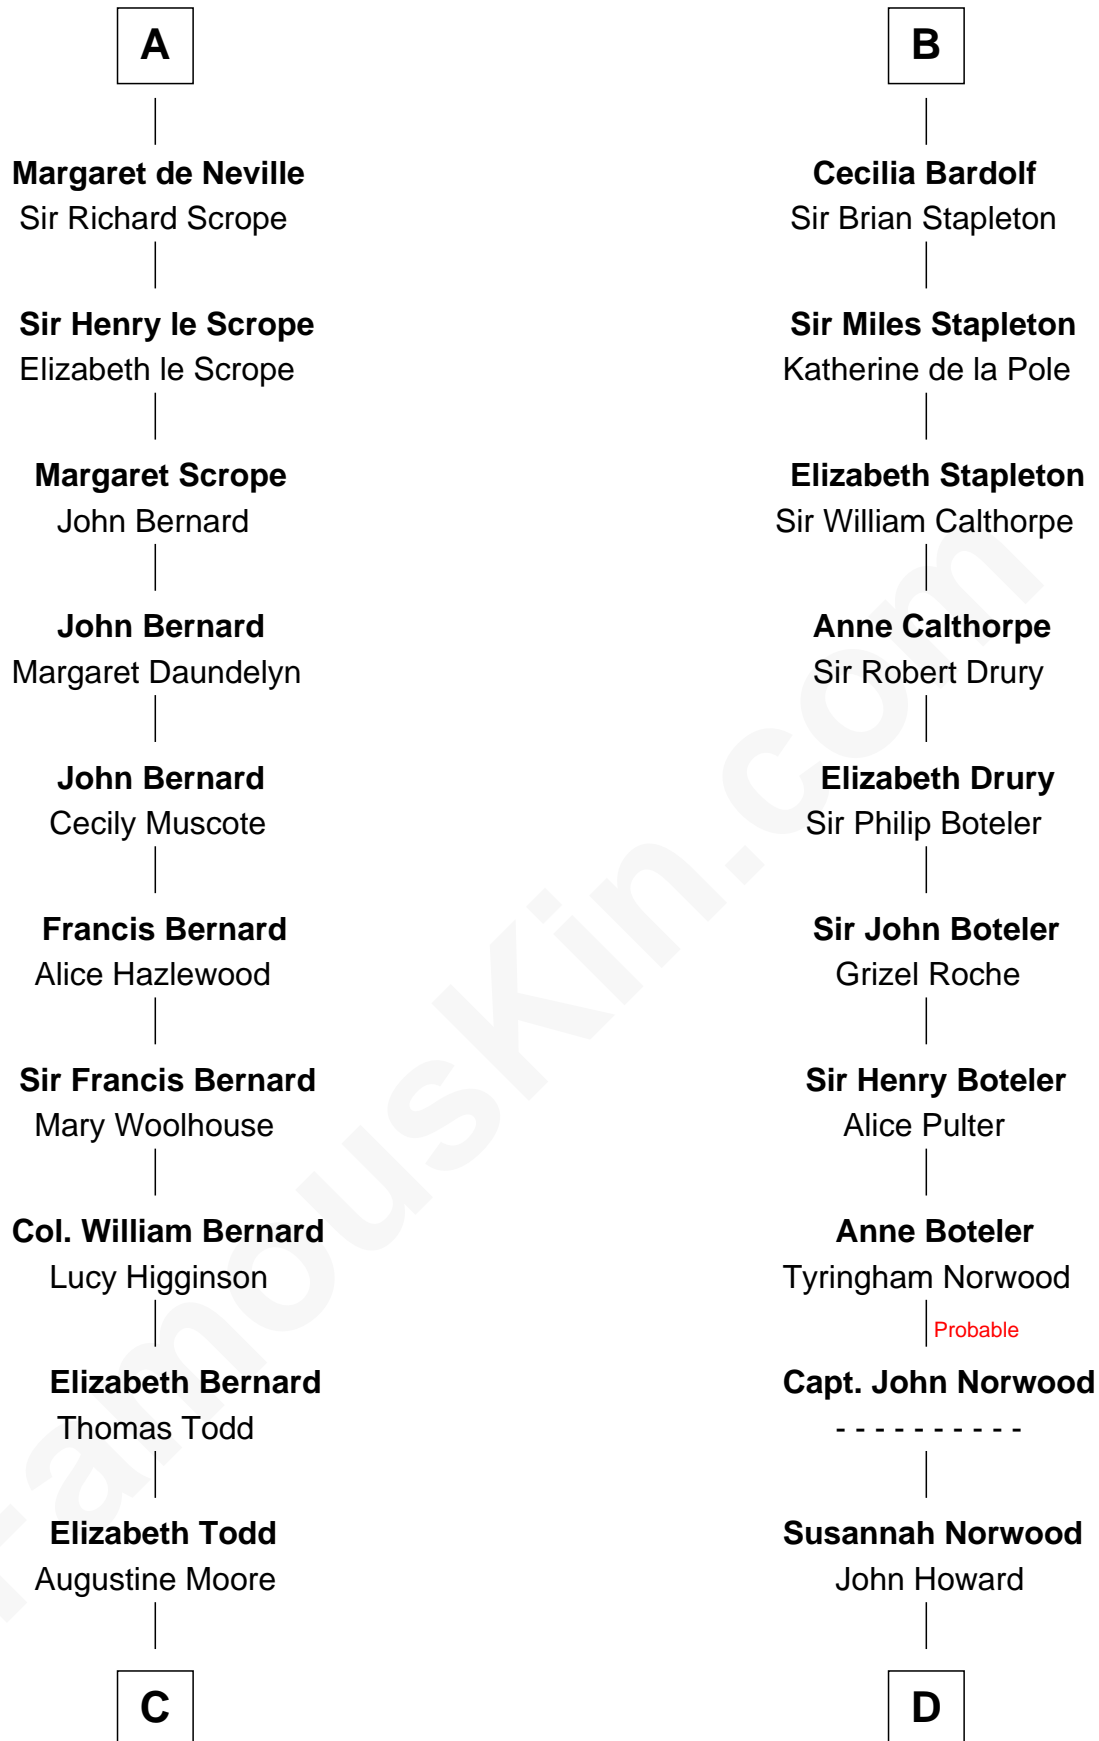 A
Margaret de Neville
Sir Richard Scrope
Sir Henry le Scrope
Elizabeth le Scrope
Margaret Scrope
John Bernard
John Bernard
Margaret Daundelyn
John Bernard
Cecily Muscote
Francis Bernard
Alice Hazlewood
Sir Francis Bernard
Mary Woolhouse
Col. William Bernard
Lucy Higginson
Elizabeth Bernard
Thomas Todd
Elizabeth Todd
Augustine Moore
C
B
Cecilia Bardolf
Sir Brian Stapleton
Sir Miles Stapleton
Katherine de la Pole
Elizabeth Stapleton
Sir William Calthorpe
Anne Calthorpe
Sir Robert Drury
Elizabeth Drury
Sir Philip Boteler
Sir John Boteler
Grizel Roche
Sir Henry Boteler
Alice Pulter
Anne Boteler
Tyringham Norwood
Probable
Capt. John Norwood
- - - - - - - - - -
Susannah Norwood
John Howard
D
FamousKin.com